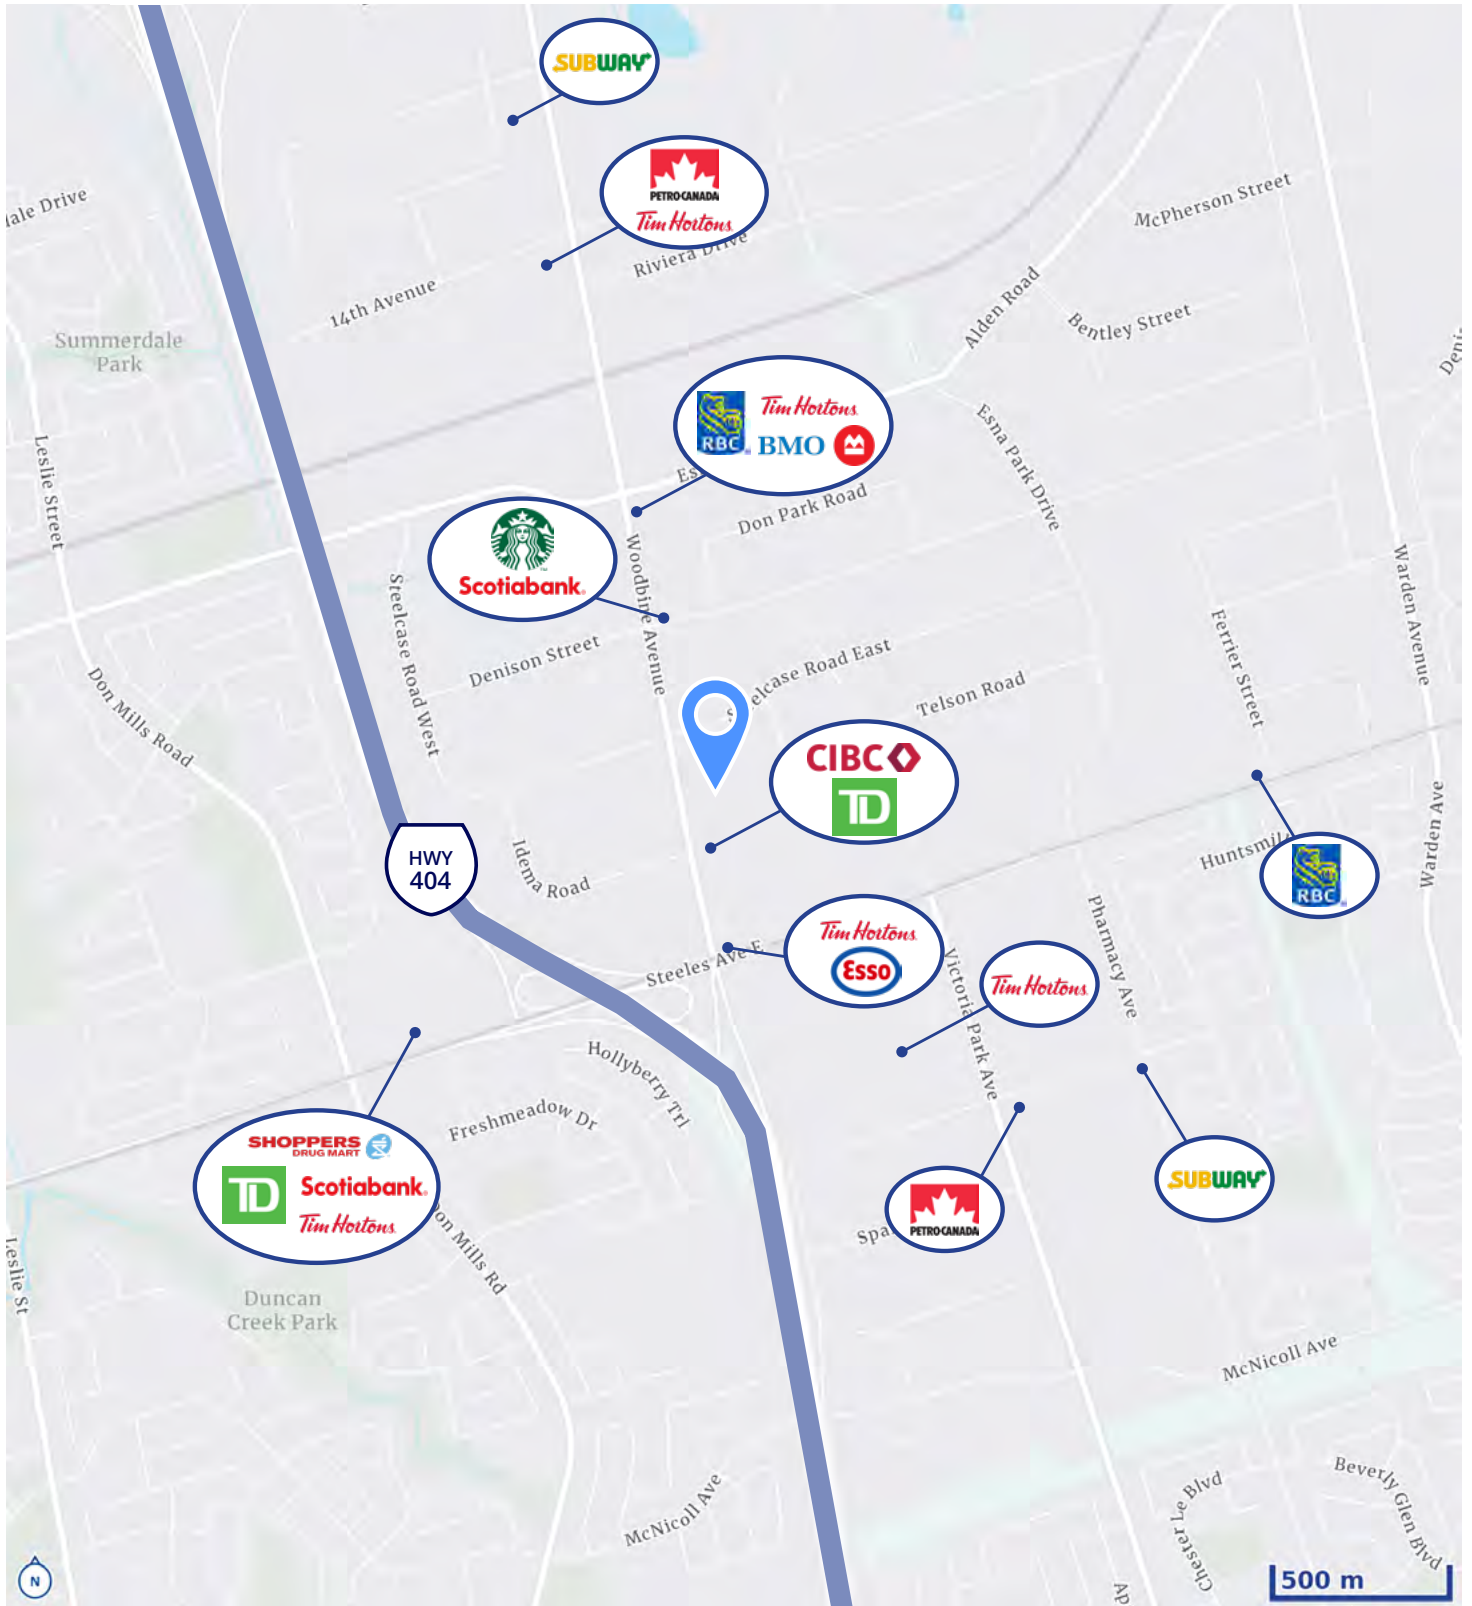 SUBWAY
PETRO-CANADA
Tim Hortons
Riviera Drive
14th Avenue
McPherson Street
ale Drive
Summerdale
Park
Alden Road
Bentley Street
RBC
Tim Hortons
BMO
Leslie Street
Esna Park Drive
Don Park Road
Scotiabank
Woodbine Avenue
Steelcase Road West
Denison Street
Warden Avenue
Ferrier Street
Steelcase Road East
Telson Road
Don Mills Road
CIBC
TD
HWY
404
Idema Road
Warden Ave
RBC
Tim Hortons
Esso
Steeles Ave E
Victoria Park Ave
Tim Hortons
Pharmacy Ave
Hollyberry Trl
Freshmeadow Dr
SHOPPERS
DRUG MART
TD
Scotiabank
Tim Hortons
Don Mills Rd
PETRO-CANADA
SUBWAY
Leslie St
Duncan
Creek Park
McNicoll Ave
McNicoll Ave
Chester Le Blvd
Beverly Glen Blvd
N
500 m